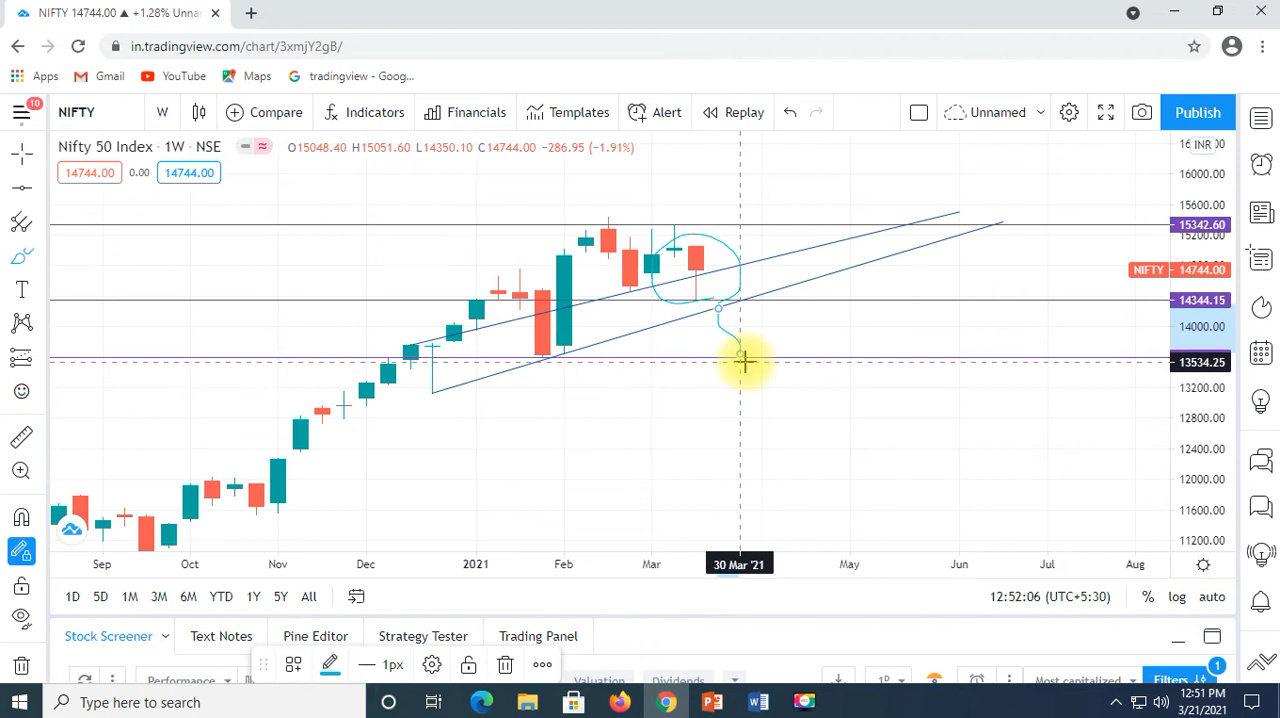 NIFTY 14744.00 ▲ +1.28% Unnar
in.tradingview.com/chart/3xmjY2gB/
Apps Gmail YouTube Maps tradingview - Goog...
10
NIFTY W Compare Indicators Financials Templates Alert Replay Unnamed Publish
Nifty 50 Index · 1W · NSE O15048.40 H15051.60 L14350.10 C14744.00 −286.95 (−1.91%)
INR
14744.00 0.00 14744.00
16000.00
15600.00
15342.60
15200.00
NIFTY 14744.00
14344.15
14000.00
13534.25
13200.00
12800.00
12400.00
12000.00
11600.00
11200.00
Sep Oct Nov Dec 2021 Feb Mar 30 Mar '21 May Jun Jul Aug
1D 5D 1M 3M 6M YTD 1Y 5Y All 12:52:06 (UTC+5:30) % log auto
Stock Screener Text Notes Pine Editor Strategy Tester Trading Panel
1px
1
Performance Valuation Dividends 1D Most capitalized Filters
Type here to search
12:51 PM
3/21/2021